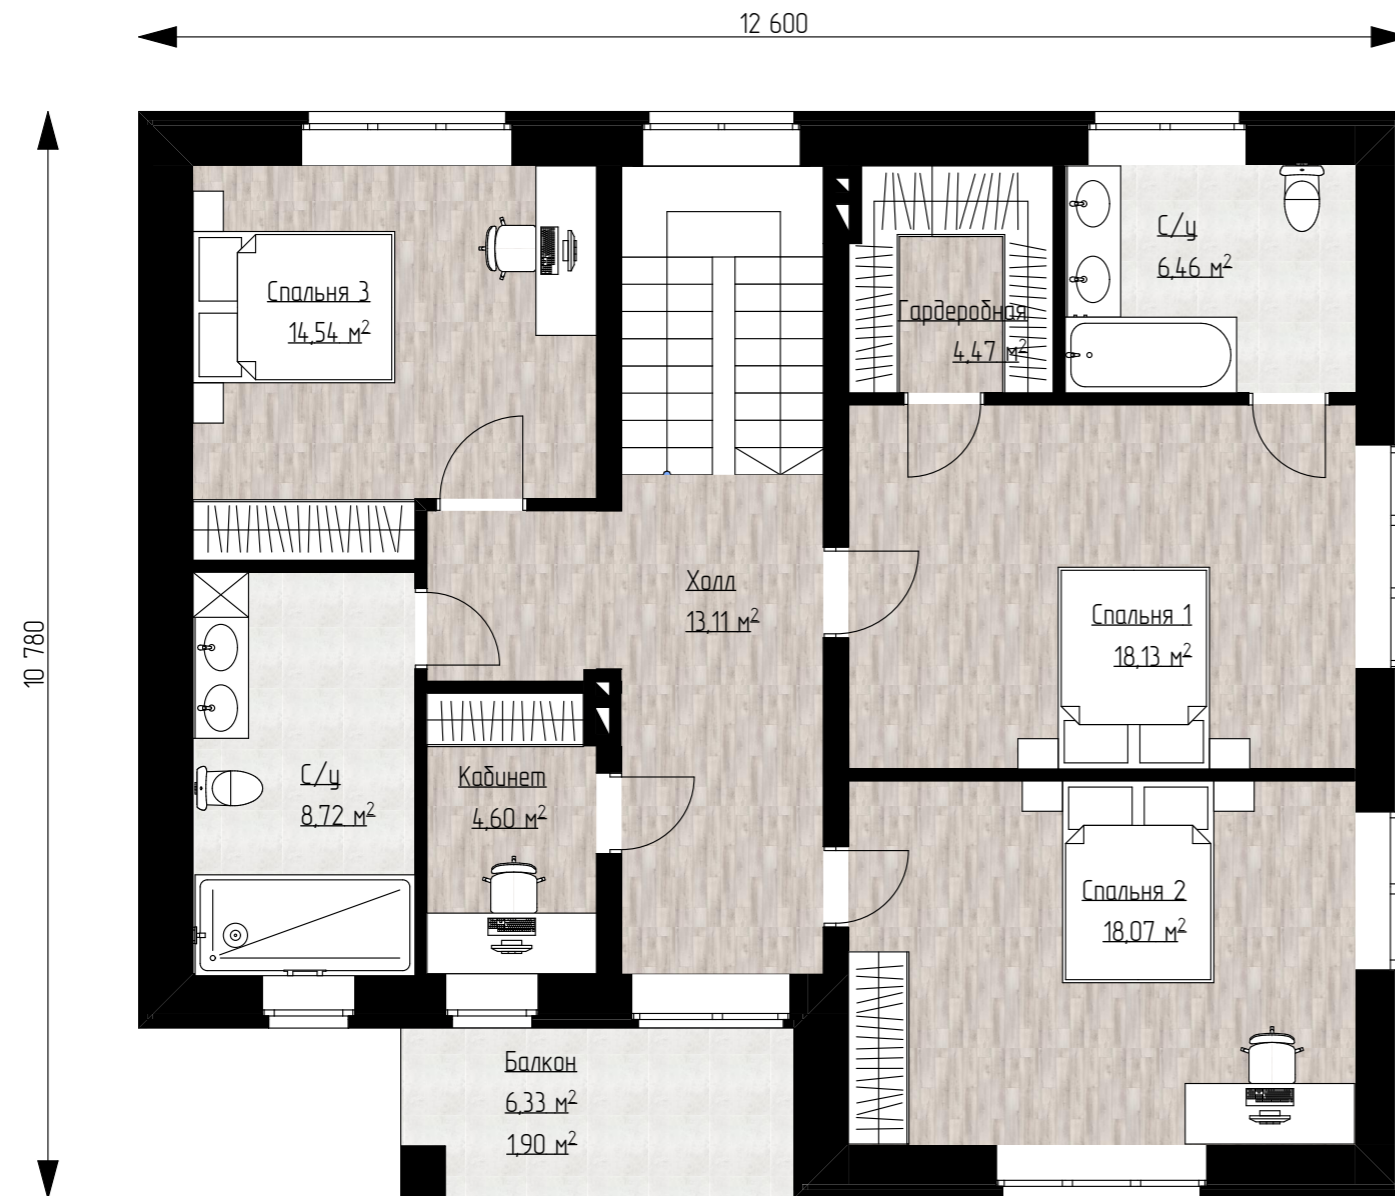 12 600
10 780
Спальня 3
14,54 м²
Гардеробная
4,47 м²
С/у
6,46 м²
Холл
13,11 м²
Спальня 1
18,13 м²
С/у
8,72 м²
Кабинет
4,60 м²
Спальня 2
18,07 м²
Балкон
6,33 м²
1,90 м²